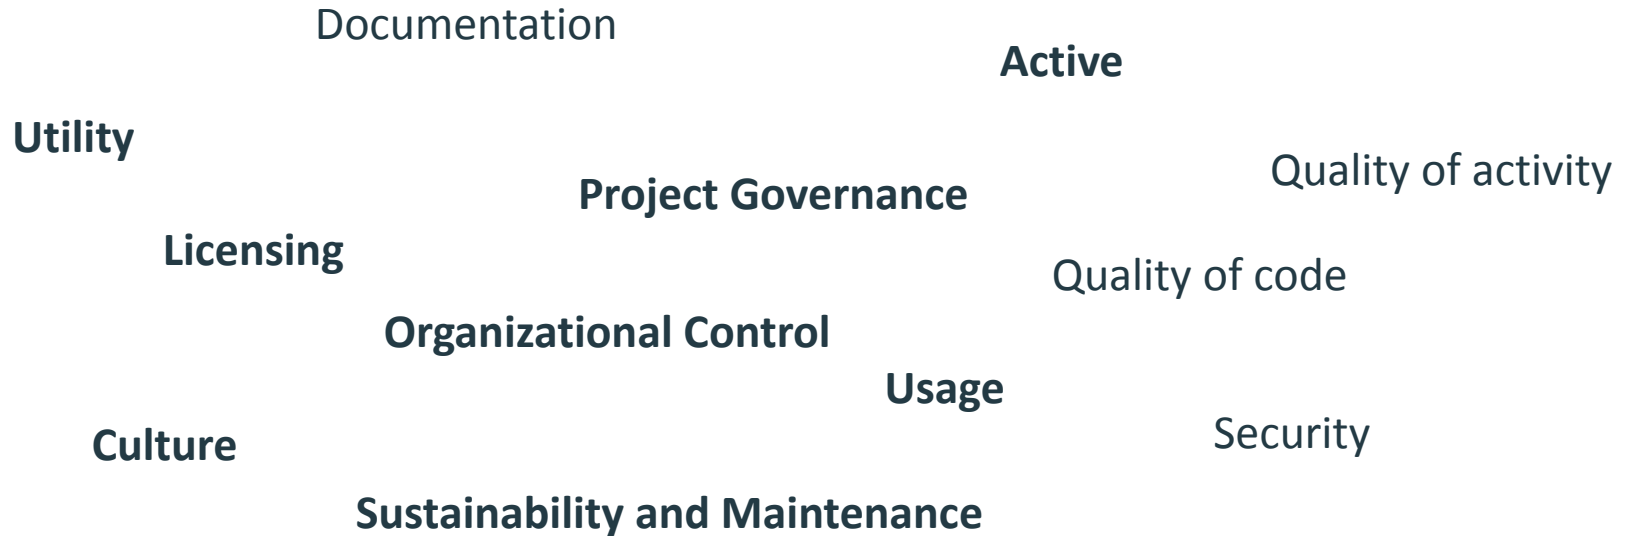 Documentation
Active
Utility
Quality of activity
Project Governance
Licensing
Quality of code
Organizational Control
Usage
Security
Culture
Sustainability and Maintenance